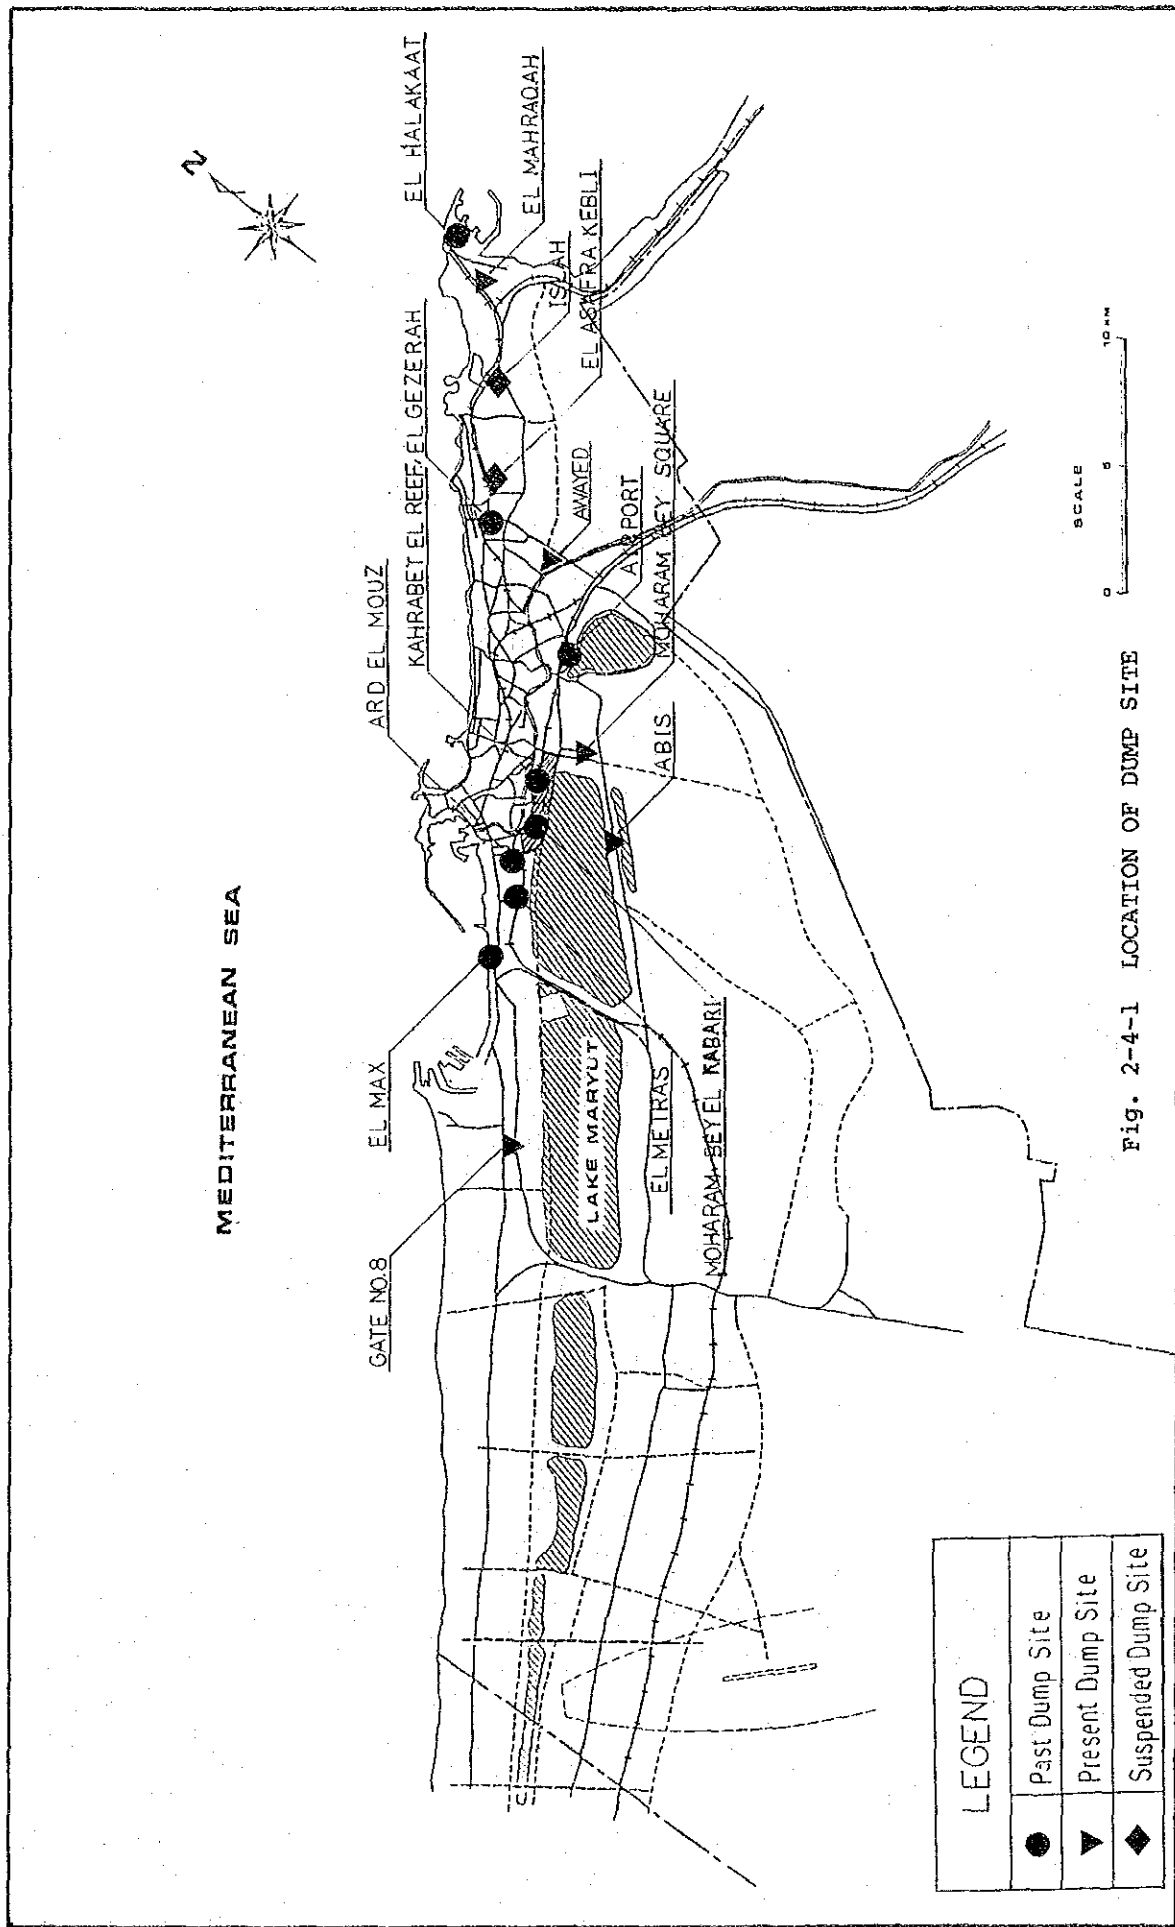 MEDITERRANEAN SEA
N
EL HALAKAAT
EL MAHRAQAH
ISLAH
EL ASAFRA KEBLI
KAHRABET EL REEF, EL GEZERAH
ARD EL MOUZ
AWAYED
AIRPORT
MOHARAM BEY SQUARE
ABIS
EL MAX
GATE NO.8
LAKE MARYUT
EL METRAS
MOHARAM BEY EL KABARI
SCALE
0 5 10 KM
LEGEND
Past Dump Site
Present Dump Site
Suspended Dump Site
Fig. 2-4-1 LOCATION OF DUMP SITE